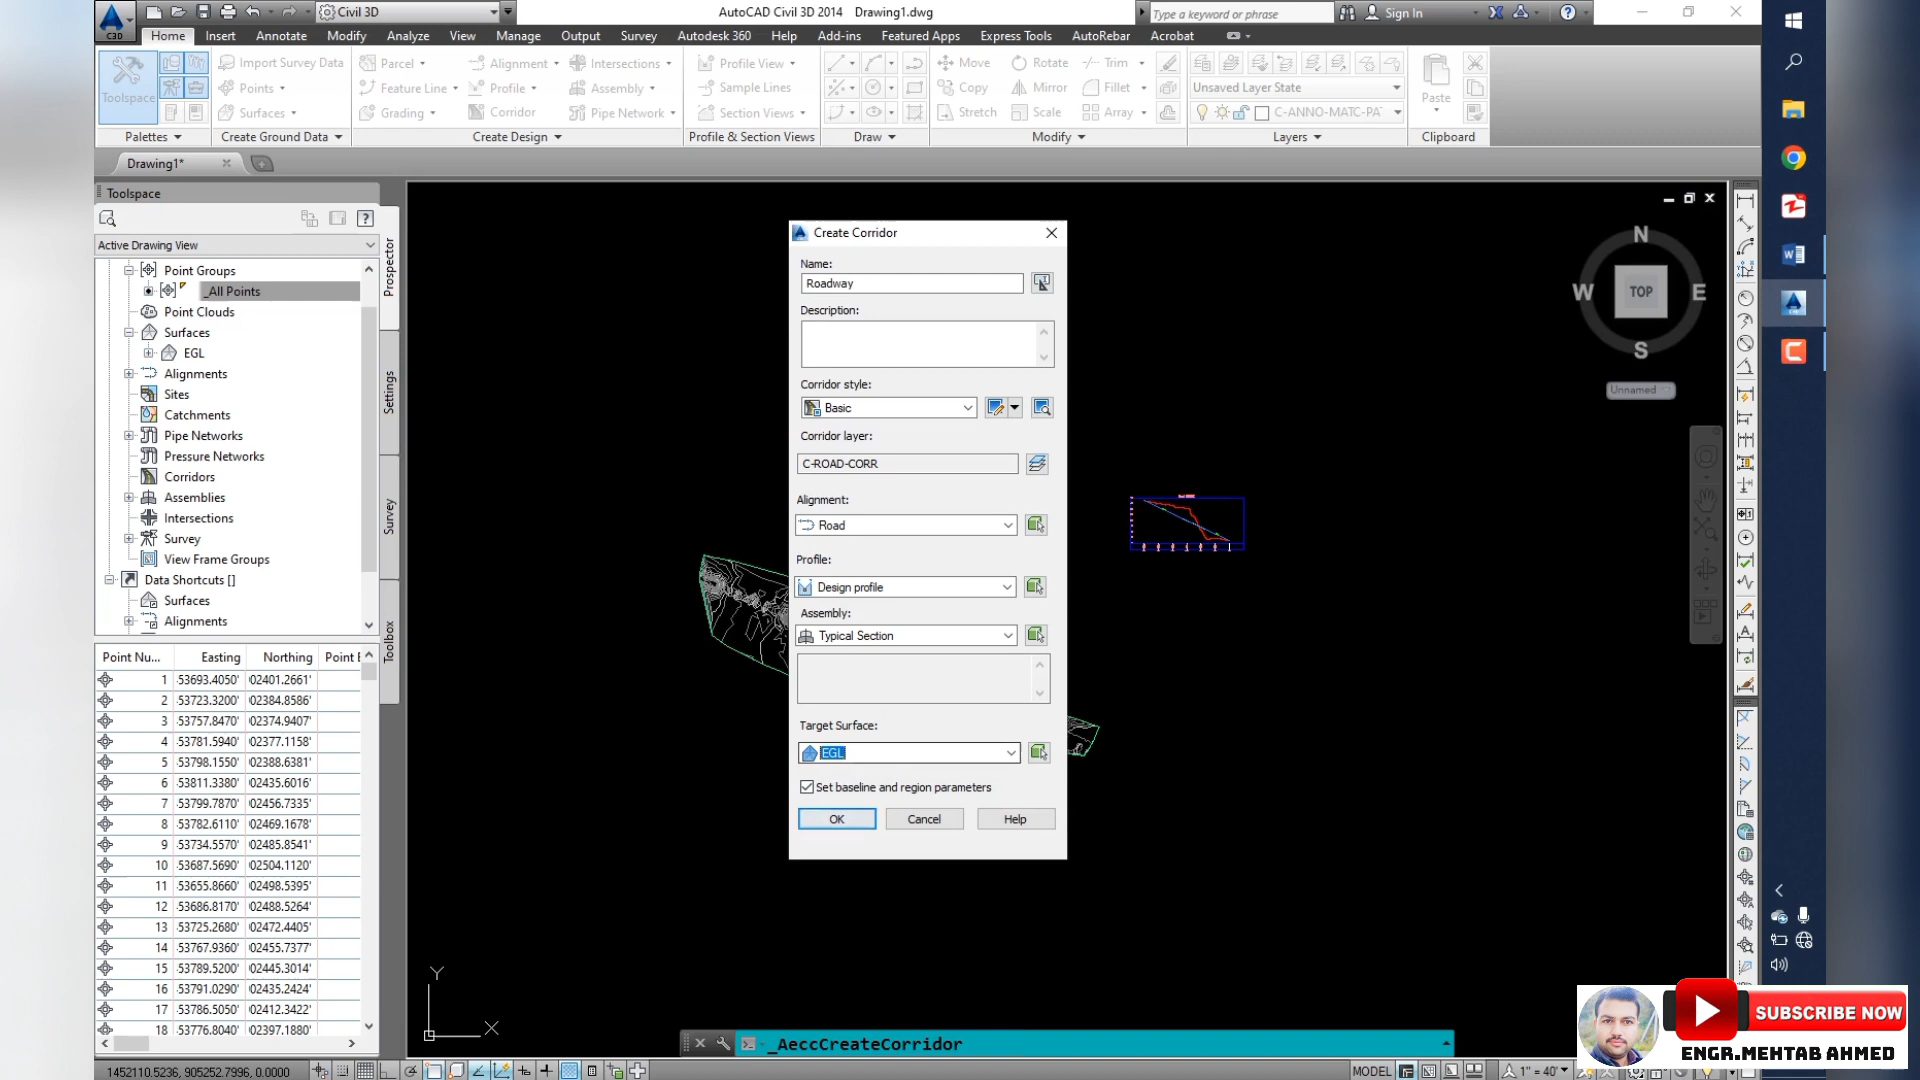 Civil 3D
AutoCAD Civil 3D 2014 Drawing1.dwg
Type a keyword or phrase
Sign In
C3D
Home Insert Annotate Modify Analyze View Manage Output Survey Autodesk 360 Help Add-ins Featured Apps Express Tools AutoRebar Acrobat
Toolspace
Import Survey Data
Points
Surfaces
Parcel
Feature Line
Grading
Alignment
Profile
Corridor
Intersections
Assembly
Pipe Network
Profile View
Sample Lines
Section Views
Move Rotate Trim
Copy Mirror Fillet
Stretch Scale Array
Unsaved Layer State
C-ANNO-MATC-PA
Paste
Palettes Create Ground Data Create Design Profile & Section Views Draw Modify Layers Clipboard
Drawing1*
Toolspace
Active Drawing View
Point Groups
_All Points
Point Clouds
Surfaces
EGL
Alignments
Sites
Catchments
Pipe Networks
Pressure Networks
Corridors
Assemblies
Intersections
Survey
View Frame Groups
Data Shortcuts []
Surfaces
Alignments
Prospector
Settings
Survey
Toolbox
Point Nu... Easting Northing Point E
1 53693.4050' 02401.2661'
2 53723.3200' 02384.8586'
3 53757.8470' 02374.9407'
4 53781.5940' 02377.1158'
5 53798.1550' 02388.6381'
6 53811.3380' 02435.6016'
7 53799.7870' 02456.7335'
8 53782.6110' 02469.1678'
9 53734.5570' 02485.8541'
10 53687.5690' 02504.1120'
11 53655.8660' 02498.5395'
12 53686.8170' 02488.5264'
13 53725.2680' 02472.4405'
14 53767.9360' 02455.7377'
15 53789.5200' 02445.3014'
16 53791.0290' 02435.2424'
17 53786.5050' 02412.3422'
18 53776.8040' 02397.1880'
Create Corridor
Name:
Roadway
Description:
Corridor style:
Basic
Corridor layer:
C-ROAD-CORR
Alignment:
Road
Profile:
Design profile
Assembly:
Typical Section
Target Surface:
EGL
Set baseline and region parameters
OK Cancel Help
N
W TOP E
S
Unnamed
Y
X
_AeccCreateCorridor
1452110.5236, 905252.7996, 0.0000
MODEL
1" = 40'
SUBSCRIBE NOW
ENGR.MEHTAB AHMED